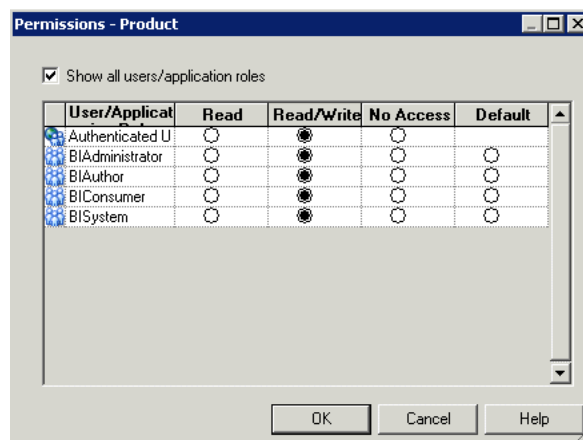 Permissions - Product
Show all users/application roles
User/Applicat Read Read/Write No Access Default
Authenticated U
BIAdministrator
BIAuthor
BIConsumer
BISystem
OK Cancel Help